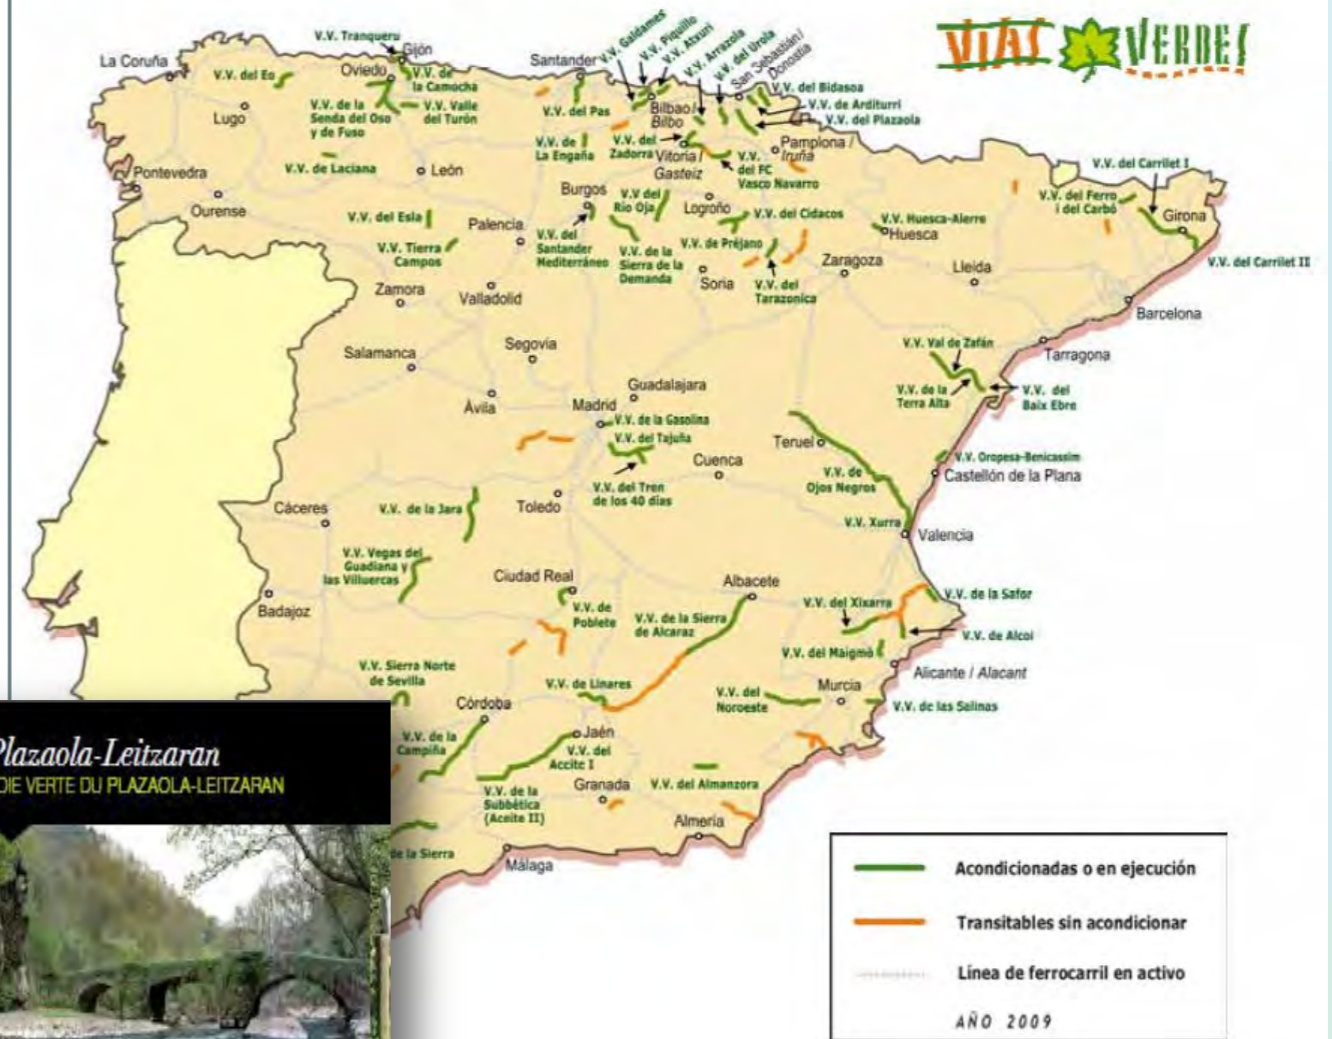 VIAS VERDES
V.V. Tranqueru
Gijón
La Coruña
V.V. del Eo
Oviedo
V.V. de
la Camocha
Lugo
V.V. de la
Senda del Oso
y de Fuso
V.V. Valle
del Turón
V.V. de Laciana
León
Pontevedra
Ourense
Santander
V.V. Galdames
V.V. Piquillo
V.V. Atxuri
V.V. Arrazola
V.V. del Urola
San Sebastián/
Donostia
V.V. del Bidasoa
V.V. de Arditurri
V.V. del Plazaola
V.V. del Pas
Bilbao/
Bilbo
V.V. de
La Engaña
V.V. del
Zadorra
Vitoria/
Gasteiz
V.V.
del FC
Vasco Navarro
Pamplona /
Iruña
V.V. del Esla
V.V. Tierra
Campos
Palencia
Burgos
V.V. del
Santander
Mediterráneo
V.V. del
Rio Oja
V.V. de la
Sierra de la
Demanda
Logroño
V.V. del Cidacos
V.V. de Préjano
Soria
V.V. del
Tarazonica
V.V. Huesca-Alerre
Huesca
Zaragoza
Lleida
V.V. del Carrilet I
V.V. del Ferro
i del Carbó
Girona
V.V. del Carrilet II
Barcelona
Tarragona
Zamora
Valladolid
Salamanca
Segovia
Ávila
Guadalajara
Madrid
V.V. de la Gasolina
V.V. del Tajuña
V.V. del Tren
de los 40 días
Cuenca
Teruel
V.V. Val de Zafán
V.V. de la
Terra Alta
V.V. del
Baix Ebre
V.V. Oropesa-Benicassim
Castellón de la Plana
V.V. de
Ojos Negros
V.V. Xurra
Valencia
Cáceres
V.V. de la Jara
Toledo
V.V. Vegas del
Guadiana y
las Villuercas
Badajoz
Ciudad Real
V.V. de
Poblete
Albacete
V.V. de la Sierra
de Alcaraz
V.V. del Xixarra
V.V. de la Safor
V.V. de Alcoi
V.V. del Maigmò
Alicante / Alacant
V.V. Sierra Norte
de Sevilla
V.V. de Linares
V.V. del
Noroeste
Murcia
V.V. de las Salinas
Córdoba
V.V. de la
Campiña
Jaén
V.V. del
Aceite I
V.V. de la
Subbética
(Aceite II)
Granada
V.V. del Almanzora
Almería
de la Sierra
Málaga
Plazaola-Leitzaran
OIE VERTE DU PLAZAOLA-LEITZARAN
Acondicionadas o en ejecución
Transitables sin acondicionar
Línea de ferrocarril en activo
AÑO 2009